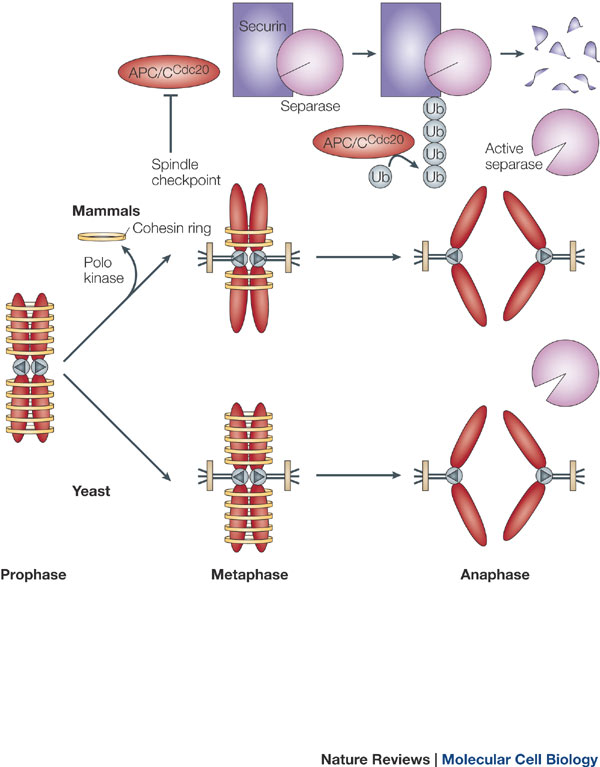 Securin
APC/CCdc20
Separase
Ub
Ub
Ub
Ub
APC/CCdc20
Ub
Active
separase
Spindle
checkpoint
Mammals
Cohesin ring
Polo
kinase
Yeast
Prophase
Metaphase
Anaphase
Nature Reviews | Molecular Cell Biology